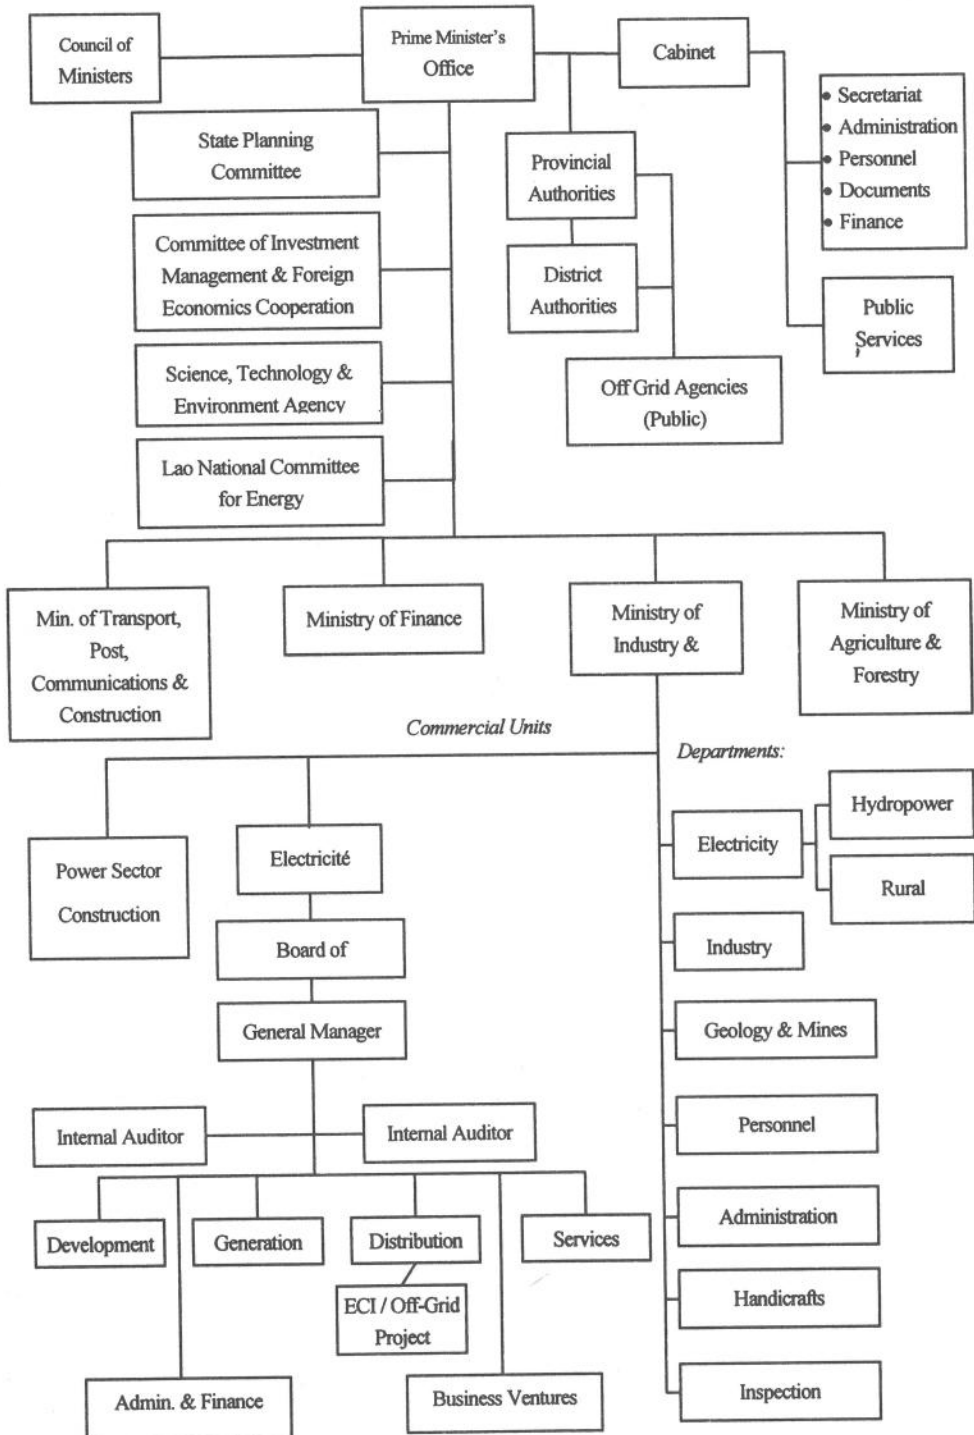 Council of
Ministers
Prime Minister's
Office
Cabinet
• Secretariat
• Administration
• Personnel
• Documents
• Finance
State Planning
Committee
Provincial
Authorities
Committee of Investment
Management & Foreign
Economics Cooperation
District
Authorities
Public
Services
Science, Technology &
Environment Agency
Off Grid Agencies
(Public)
Lao National Committee
for Energy
Min. of Transport,
Post,
Communications &
Construction
Ministry of Finance
Ministry of
Industry &
Ministry of
Agriculture &
Forestry
Commercial Units
Departments:
Power Sector
Construction
Electricité
Board of
General Manager
Internal Auditor
Internal Auditor
Development
Generation
Distribution
Services
ECI / Off-Grid
Project
Admin. & Finance
Business Ventures
Electricity
Hydropower
Rural
Industry
Geology & Mines
Personnel
Administration
Handicrafts
Inspection